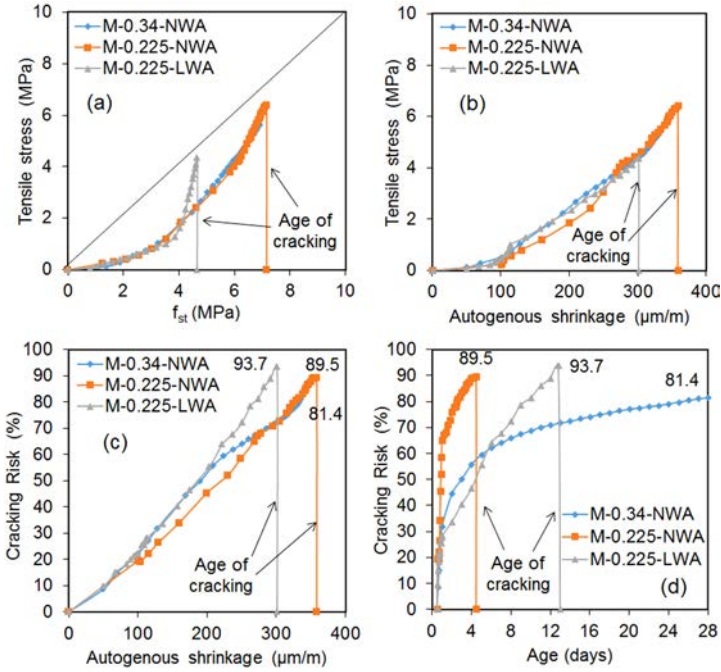 M-0.34-NWA
M-0.225-NWA
M-0.225-LWA
(a)
Age of
cracking
Tensile stress (MPa)
10
8
6
4
2
0
0 2 4 6 8 10
fst (MPa)
M-0.34-NWA
M-0.225-NWA
M-0.225-LWA
(b)
Age of
cracking
Tensile stress (MPa)
10
8
6
4
2
0
0 100 200 300 400
Autogenous shrinkage (µm/m)
M-0.34-NWA
M-0.225-NWA
M-0.225-LWA
93.7
89.5
81.4
(c)
Age of
cracking
Cracking Risk (%)
100
90
80
70
60
50
40
30
20
10
0
0 100 200 300 400
Autogenous shrinkage (µm/m)
89.5
93.7
81.4
M-0.34-NWA
M-0.225-NWA
M-0.225-LWA
Age of
cracking
(d)
Cracking Risk (%)
100
90
80
70
60
50
40
30
20
10
0
0 4 8 12 16 20 24 28
Age (days)